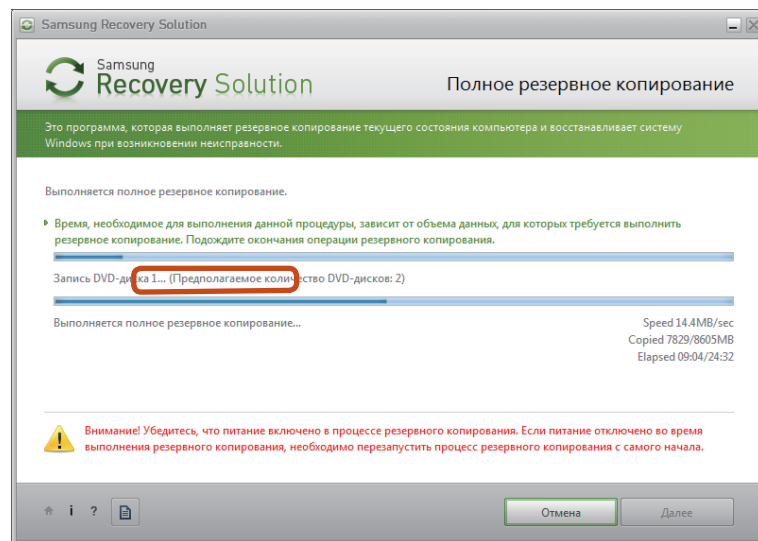 Samsung Recovery Solution
Samsung
Recovery Solution
Полное резервное копирование
Это программа, которая выполняет резервное копирование текущего состояния компьютера и восстанавливает систему
Windows при возникновении неисправности.
Выполняется полное резервное копирование.
Время, необходимое для выполнения данной процедуры, зависит от объема данных, для которых требуется выполнить
резервное копирование. Подождите окончания операции резервного копирования.
Запись DVD-диска 1... (Предполагаемое количество DVD-дисков: 2)
Выполняется полное резервное копирование...
Speed 14.4MB/sec
Copied 7829/8605MB
Elapsed 09:04/24:32
Внимание! Убедитесь, что питание включено в процессе резервного копирования. Если питание отключено во время
выполнения резервного копирования, необходимо перезапустить процесс резервного копирования с самого начала.
i ?
Отмена
Далее